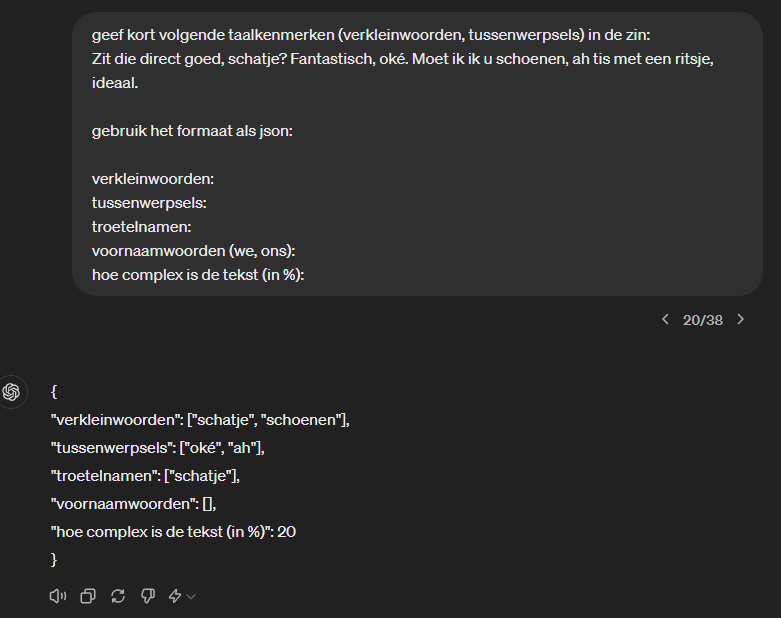 geef kort volgende taalkenmerken (verkleinwoorden, tussenwerpsels) in de zin:
Zit die direct goed, schatje? Fantastisch, oké. Moet ik ik u schoenen, ah tis met een ritsje,
ideaal.
gebruik het formaat als json:
verkleinwoorden:
tussenwerpsels:
troetelnamen:
voornaamwoorden (we, ons):
hoe complex is de tekst (in %):
20/38
{
"verkleinwoorden": ["schatje", "schoenen"],
"tussenwerpsels": ["oké", "ah"],
"troetelnamen": ["schatje"],
"voornaamwoorden": [],
"hoe complex is de tekst (in %)": 20
}